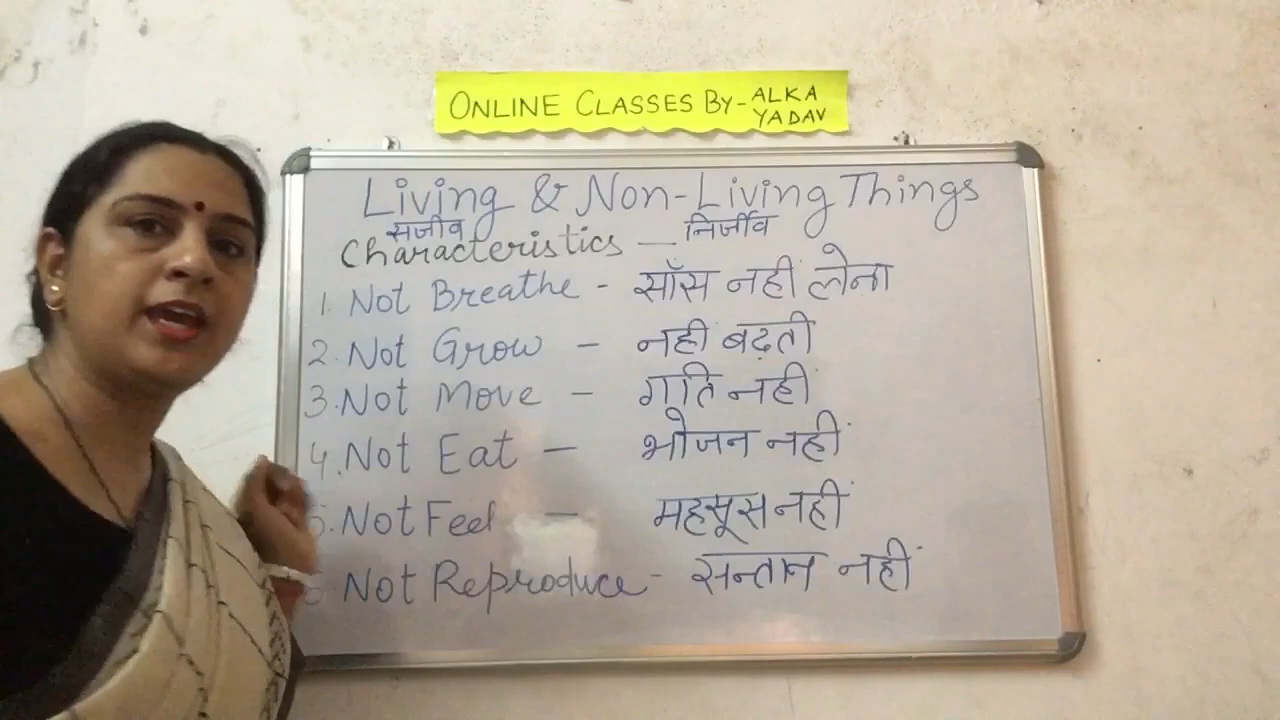 ONLINE CLASSES BY- ALKA YADAV
Living & Non-Living Things
सजीव निर्जीव
Characteristics —
1. Not Breathe - साँस नहीं लेना
2. Not Grow - नही बढ़ती
3. Not Move - गति नही
4. Not Eat - भोजन नहीं
5. Not Feel - महसूस नहीं
Not Reproduce - सन्तान नहीं